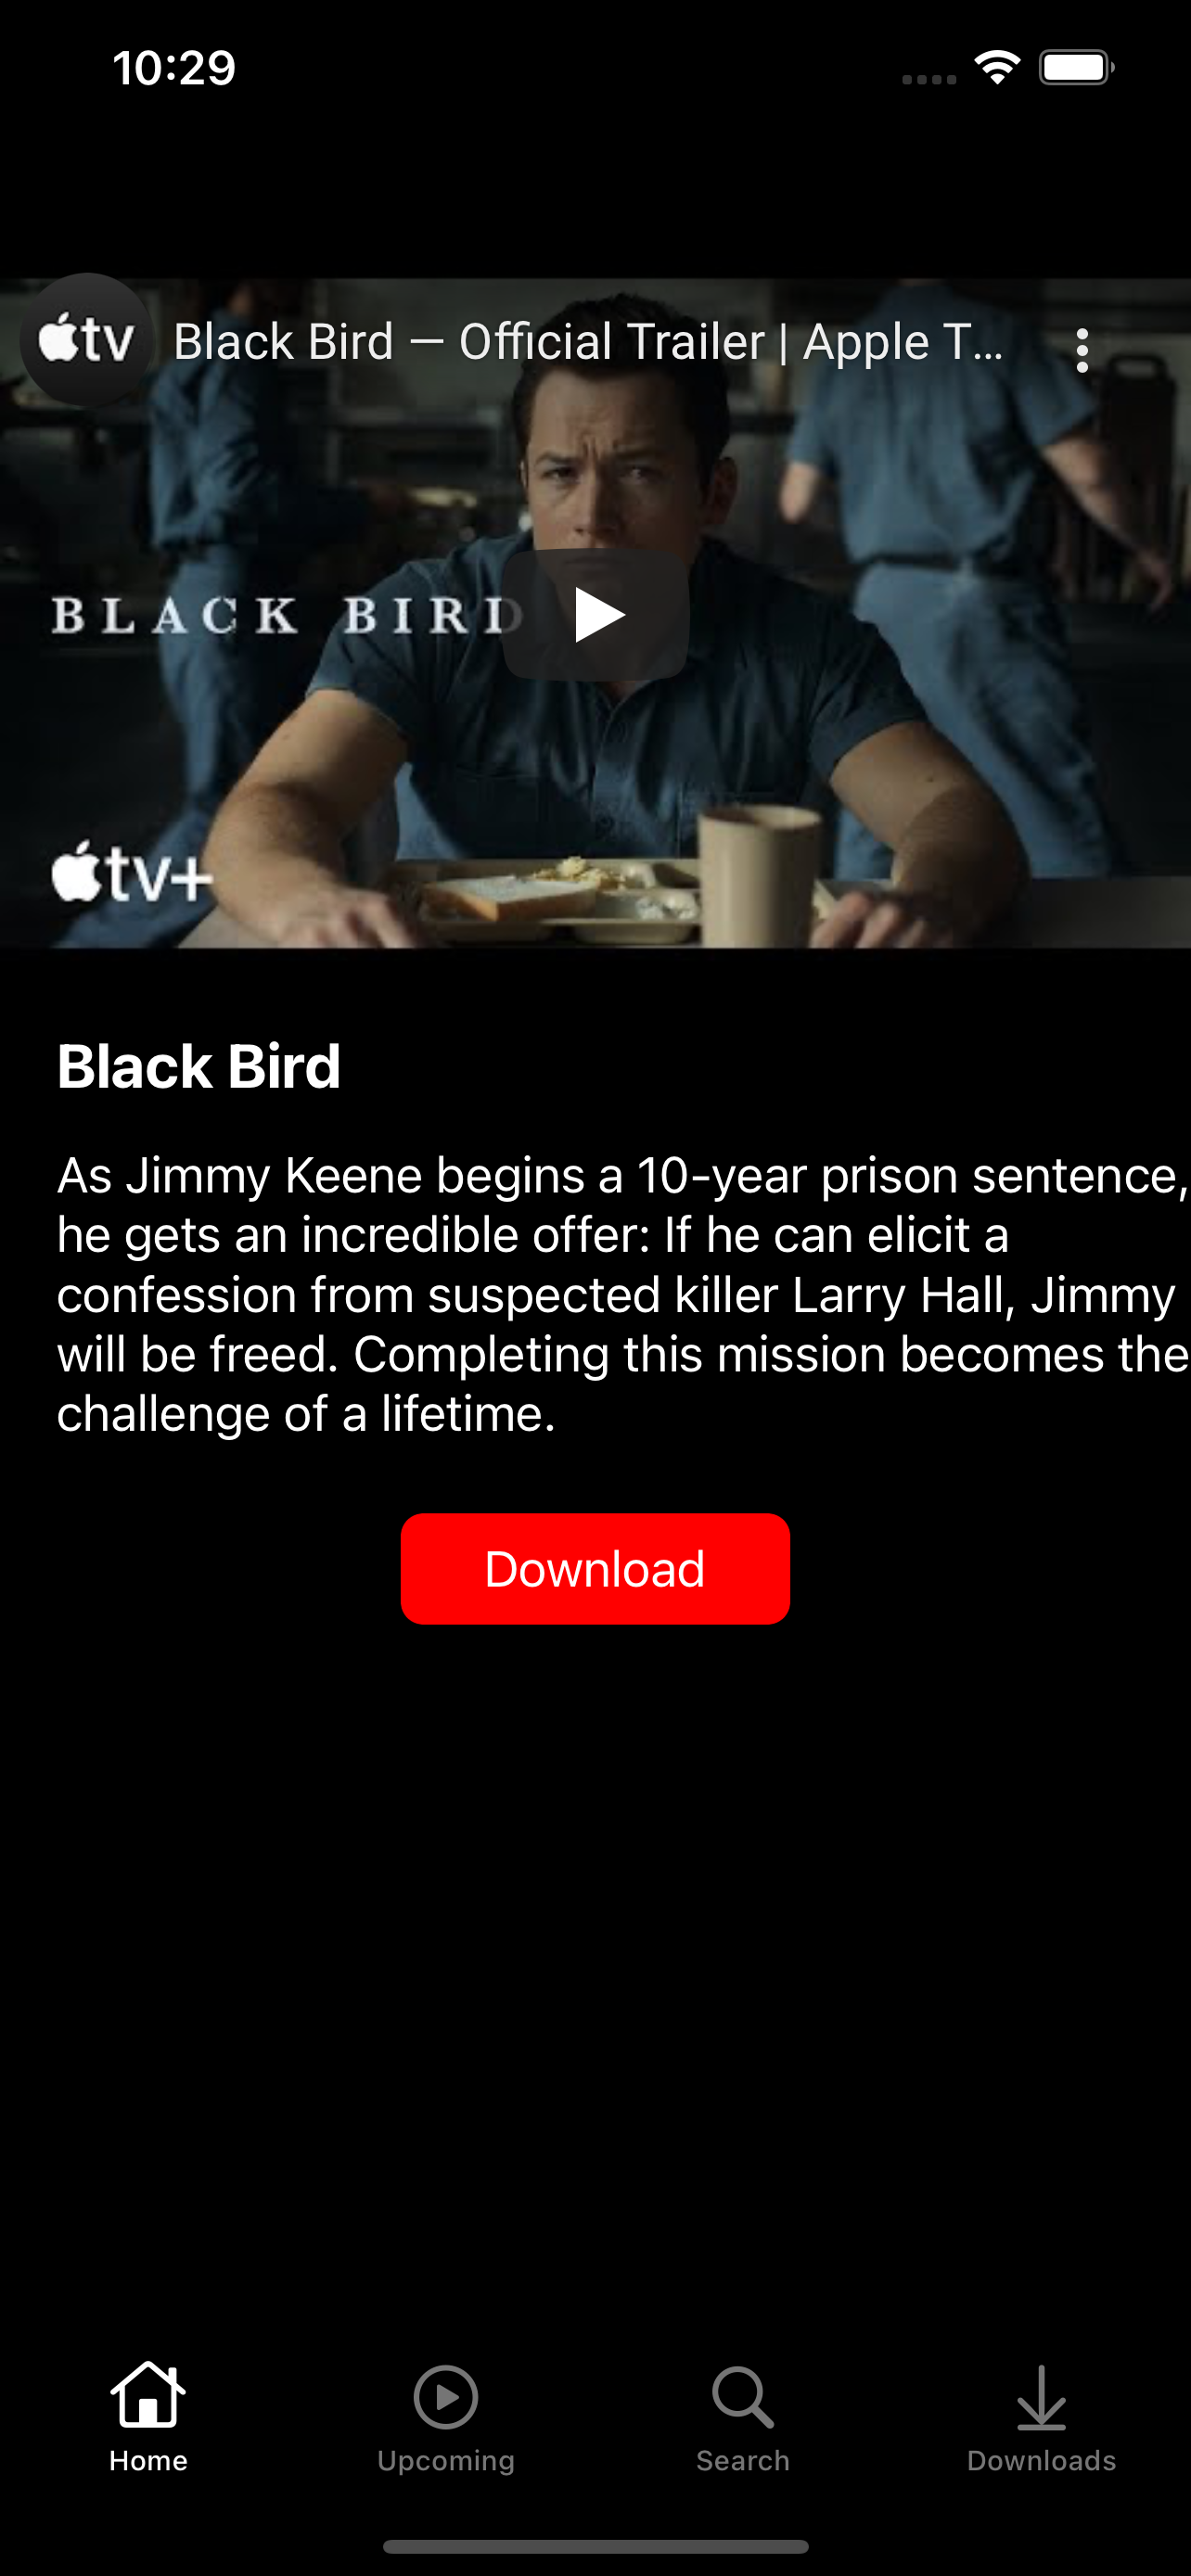 10:29
tv Black Bird — Official Trailer | Apple T...
BLACK BIRD
tv+
Black Bird
As Jimmy Keene begins a 10-year prison sentence,
he gets an incredible offer: If he can elicit a
confession from suspected killer Larry Hall, Jimmy
will be freed. Completing this mission becomes the
challenge of a lifetime.
Download
Home Upcoming Search Downloads